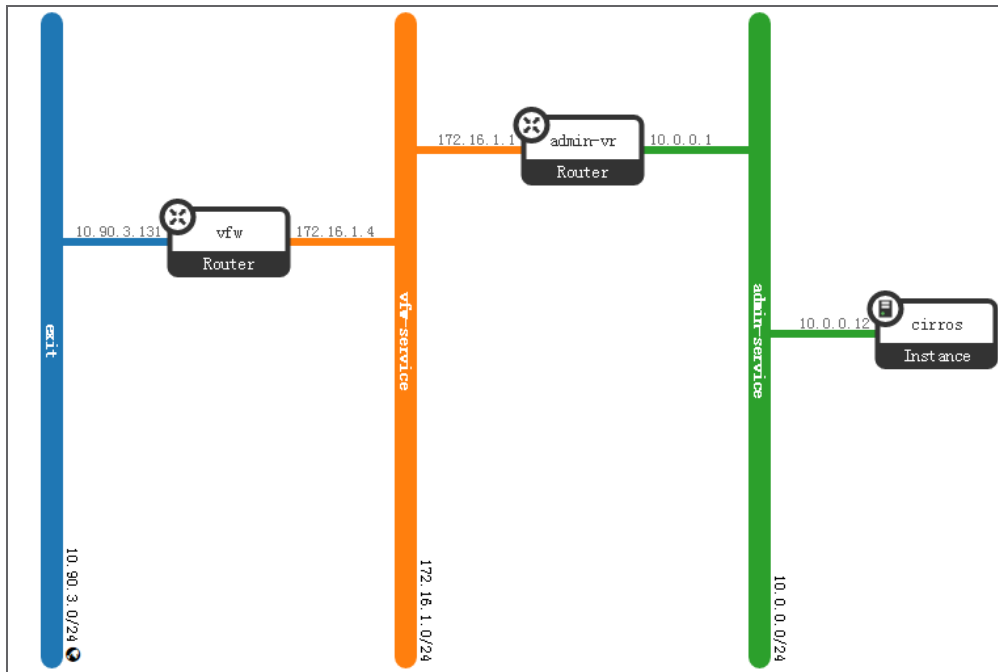 admin-vr
Router
172.16.1.1
10.0.0.1
vfw
Router
10.90.3.131
172.16.1.4
cirros
Instance
10.0.0.12
exit
10.90.3.0/24
vfw-service
172.16.1.0/24
admin-service
10.0.0.0/24